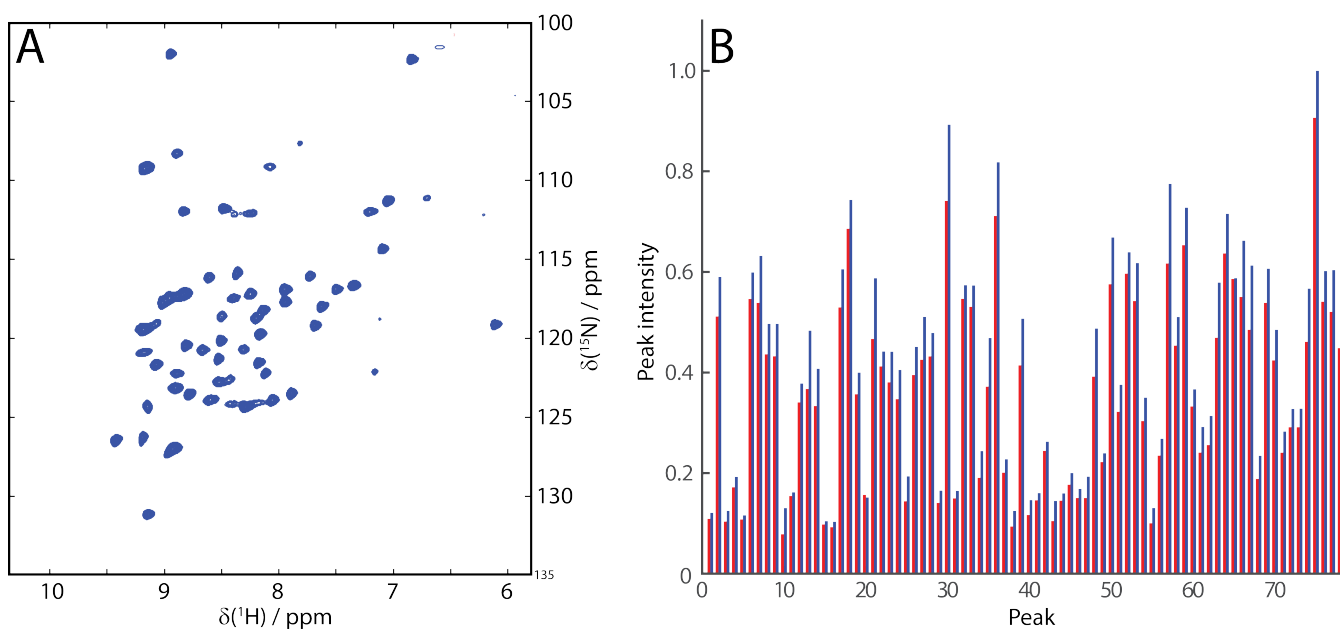 A
100
105
110
115
120
125
130
135
δ(¹⁵N) / ppm
10 9 8 7 6
δ(¹H) / ppm
B
1.0
0.8
0.6
0.4
0.2
0
Peak intensity
0 10 20 30 40 50 60 70
Peak